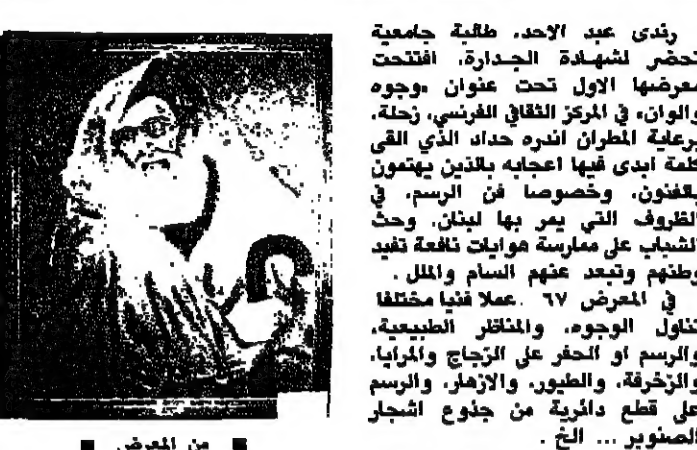 رندى عبد الاحد، طالبة جامعية
تحضر لشهادة الجدارة، افتتحت
معرضها الاول تحت عنوان «وجوه
والوان» في المركز الثقافي الفرنسي، زحلة،
برعاية المطران اندره حداد الذي القى
كلمة ابدى فيها اعجابه بالذين يهتمون
بالفنون، وخصوصا فن الرسم، في
الظروف التي يمر بها لبنان، وحث
الشباب على ممارسة هوايات نافعة تفيد
وطنهم وتبعد عنهم السام والملل .
في المعرض ٦٧ .عملا فنيا مختلفا
تناول الوجوه، والمناظر الطبيعية،
والرسم او الحفر على الزجاج والمرايا،
والزخرفة، والطيور، والازهار، والرسم
على قطع دائرية من جذوع اشجار
الصنوبر ... الخ .
■ من المعرض ■